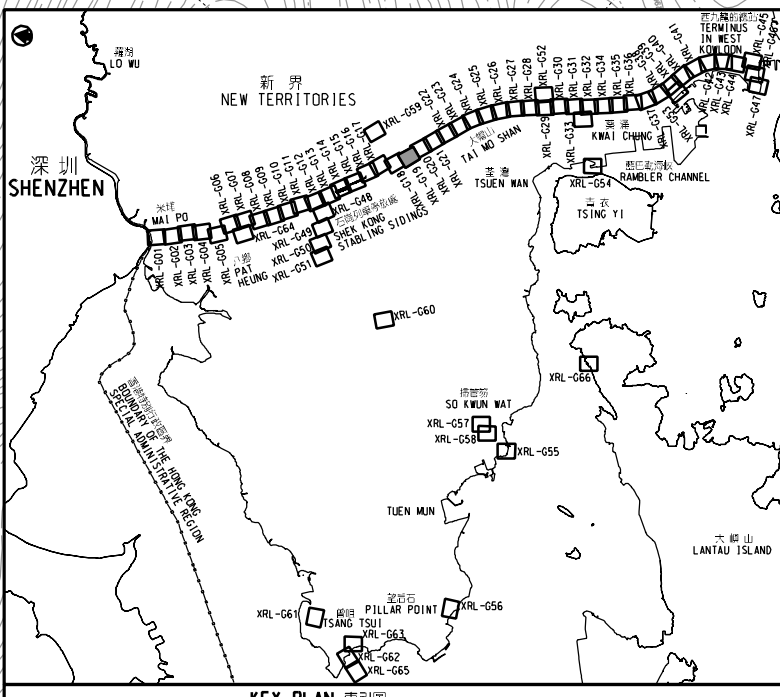 西九龍總站
TERMINUS
IN WEST
KOWLOON
羅湖
LO WU
新 界
NEW TERRITORIES
深 圳
SHENZHEN
米埔
MAI PO
八鄉
PAT
HEUNG
SHEK KONG
STABLING SIDINGS
大帽山
TAI MO SHAN
荃 灣
TSUEN WAN
葵 涌
KWAI CHUNG
藍巴勒海峽
RAMBLER CHANNEL
青 衣
TSING YI
XRL-G01
XRL-G02
XRL-G03
XRL-G04
XRL-G05
XRL-G06
XRL-G07
XRL-G08
XRL-G09
XRL-G10
XRL-G11
XRL-G12
XRL-G13
XRL-G14
XRL-G15
XRL-G16
XRL-G17
XRL-G59
XRL-G18
XRL-G19
XRL-G20
XRL-G21
XRL-G22
XRL-G23
XRL-G24
XRL-G25
XRL-G26
XRL-G27
XRL-G28
XRL-G52
XRL-G29
XRL-G30
XRL-G31
XRL-G32
XRL-G33
XRL-G34
XRL-G35
XRL-G36
XRL-G37
XRL-G39
XRL-G40
XRL-G41
XRL-G42
XRL-G43
XRL-G44
XRL-G45
XRL-G47
XRL-G48
XRL-G49
XRL-G50
XRL-G51
XRL-G64
XRL-G54
XRL-G60
XRL-G66
掃管笏
SO KWUN WAT
XRL-G57
XRL-G58
XRL-G55
TUEN MUN
香港特別行政區界
BOUNDARY OF THE HONG KONG
SPECIAL ADMINISTRATIVE REGION
大 嶼 山
LANTAU ISLAND
望后石
PILLAR POINT
XRL-G56
XRL-G61
曾咀
TSANG TSUI
XRL-G63
XRL-G62
XRL-G65
KEY PLAN 索引圖